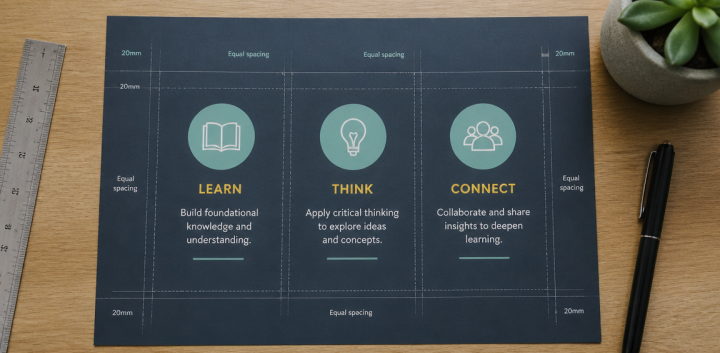 20mm
Equal spacing
Equal spacing
20mm
20mm
Equal
spacing
LEARN
Build foundational
knowledge and
understanding.
THINK
Apply critical thinking
to explore ideas
and concepts.
CONNECT
Collaborate and share
insights to deepen
learning.
Equal
spacing
20mm
Equal spacing
20mm